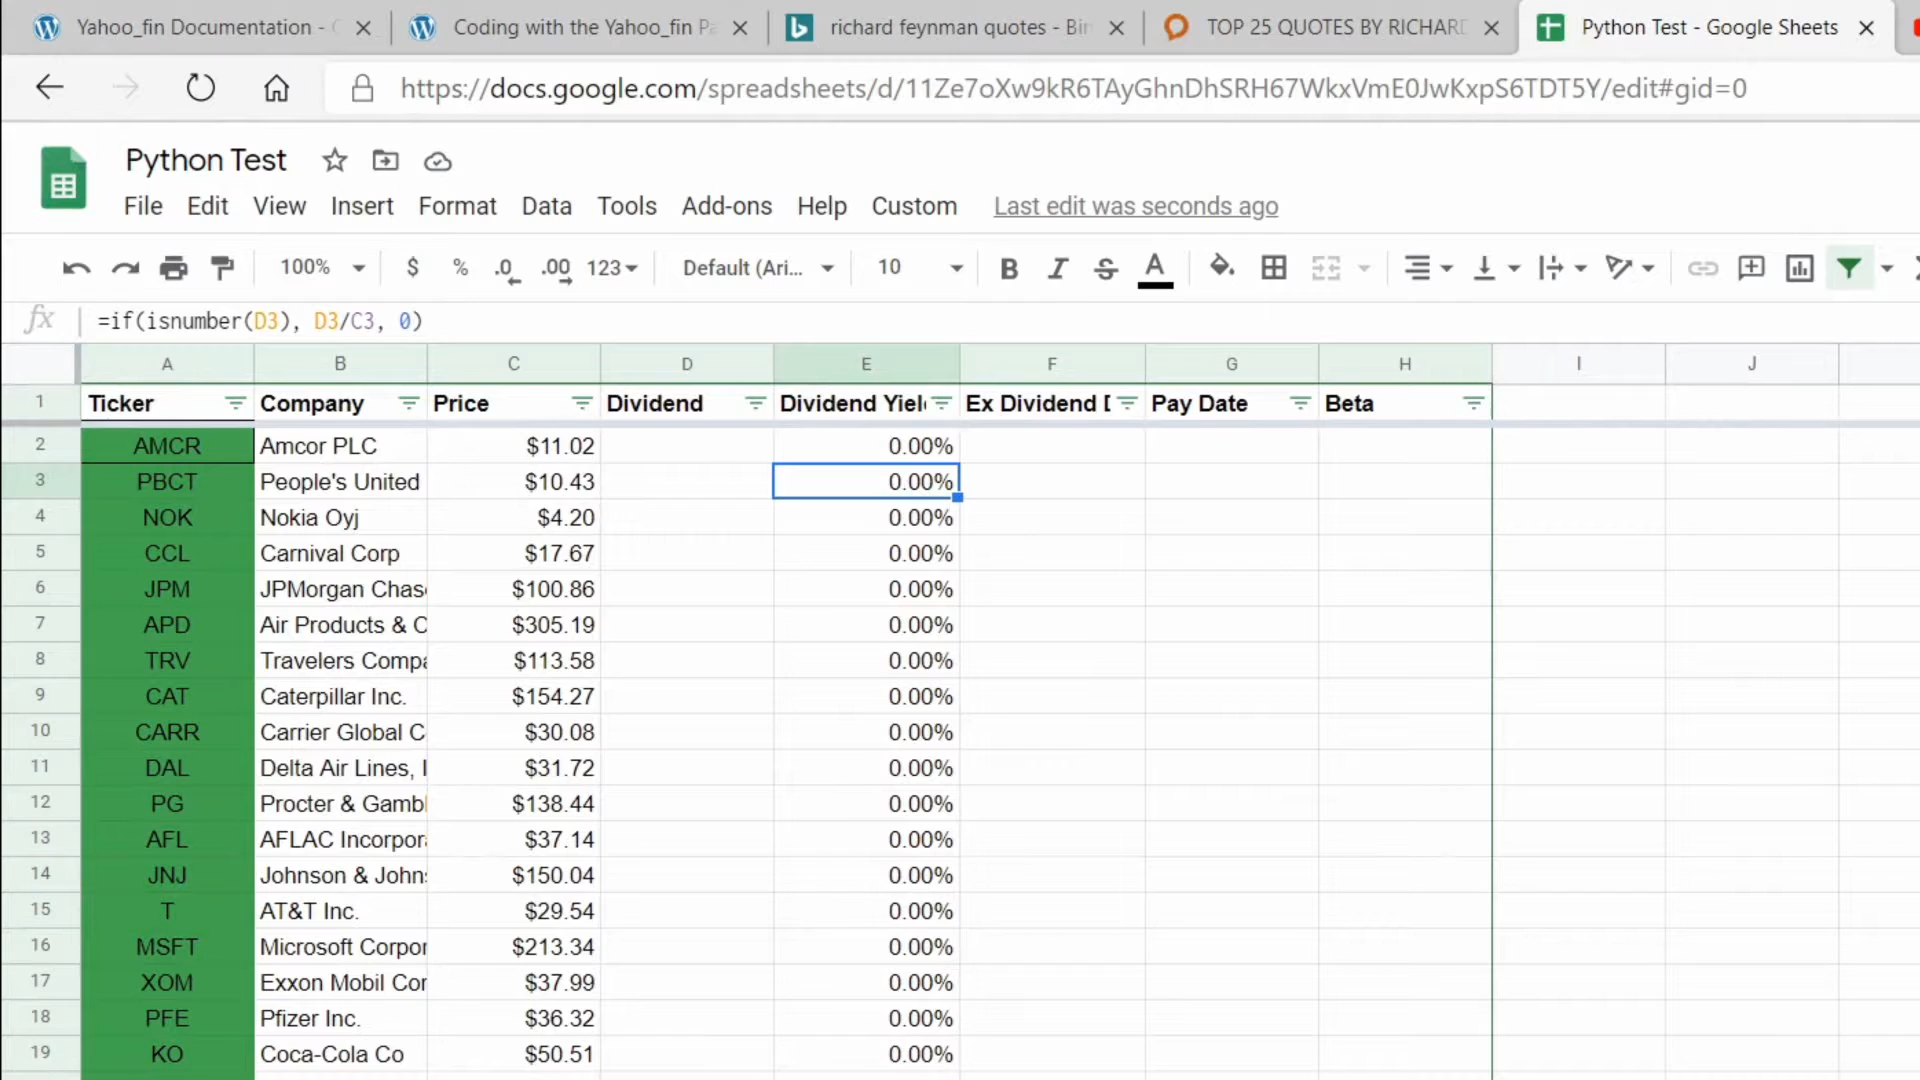 Yahoo_fin Documentation -
Coding with the Yahoo_fin Pa
richard feynman quotes - Bin
TOP 25 QUOTES BY RICHARD
Python Test - Google Sheets
https://docs.google.com/spreadsheets/d/11Ze7oXw9kR6TAyGhnDhSRH67WkxVmE0JwKxpS6TDT5Y/edit#gid=0
Python Test
File Edit View Insert Format Data Tools Add-ons Help Custom Last edit was seconds ago
100% $ % .0 .00 123 Default (Ari... 10 B I S A
fx =if(isnumber(D3), D3/C3, 0)
A B C D E F G H I J
1 Ticker Company Price Dividend Dividend Yiel Ex Dividend D Pay Date Beta
2 AMCR Amcor PLC $11.02 0.00%
3 PBCT People's United $10.43 0.00%
4 NOK Nokia Oyj $4.20 0.00%
5 CCL Carnival Corp $17.67 0.00%
6 JPM JPMorgan Chas $100.86 0.00%
7 APD Air Products & C $305.19 0.00%
8 TRV Travelers Compa $113.58 0.00%
9 CAT Caterpillar Inc. $154.27 0.00%
10 CARR Carrier Global C $30.08 0.00%
11 DAL Delta Air Lines, I $31.72 0.00%
12 PG Procter & Gambl $138.44 0.00%
13 AFL AFLAC Incorpor $37.14 0.00%
14 JNJ Johnson & John $150.04 0.00%
15 T AT&T Inc. $29.54 0.00%
16 MSFT Microsoft Corpor $213.34 0.00%
17 XOM Exxon Mobil Cor $37.99 0.00%
18 PFE Pfizer Inc. $36.32 0.00%
19 KO Coca-Cola Co $50.51 0.00%